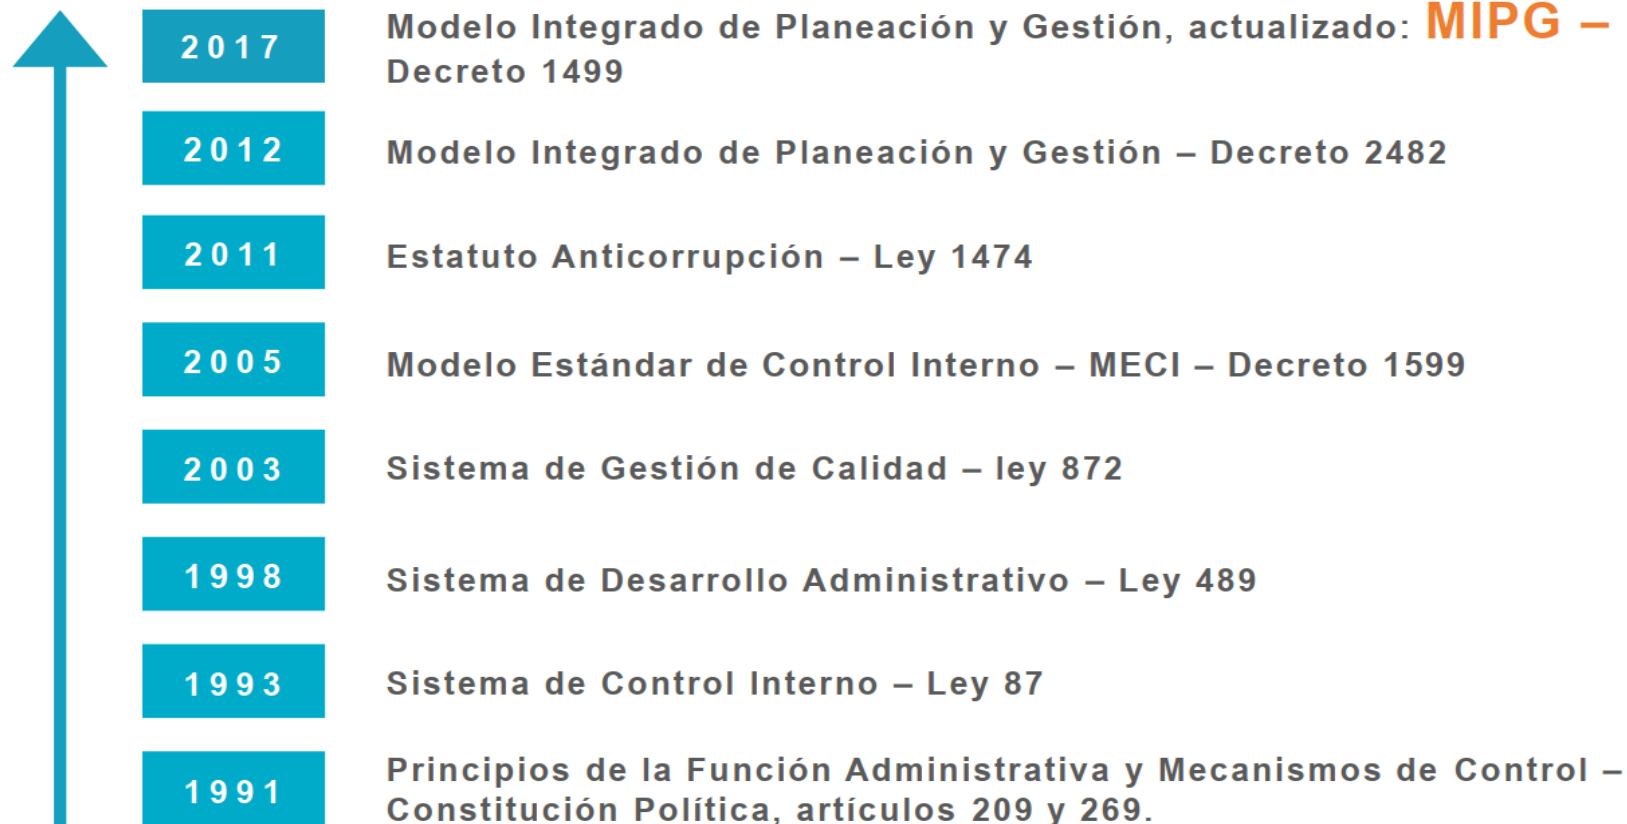 2017
Modelo Integrado de Planeación y Gestión, actualizado: MIPG –
Decreto 1499
2012
Modelo Integrado de Planeación y Gestión – Decreto 2482
2011
Estatuto Anticorrupción – Ley 1474
2005
Modelo Estándar de Control Interno – MECI – Decreto 1599
2003
Sistema de Gestión de Calidad – ley 872
1998
Sistema de Desarrollo Administrativo – Ley 489
1993
Sistema de Control Interno – Ley 87
1991
Principios de la Función Administrativa y Mecanismos de Control –
Constitución Política, artículos 209 y 269.